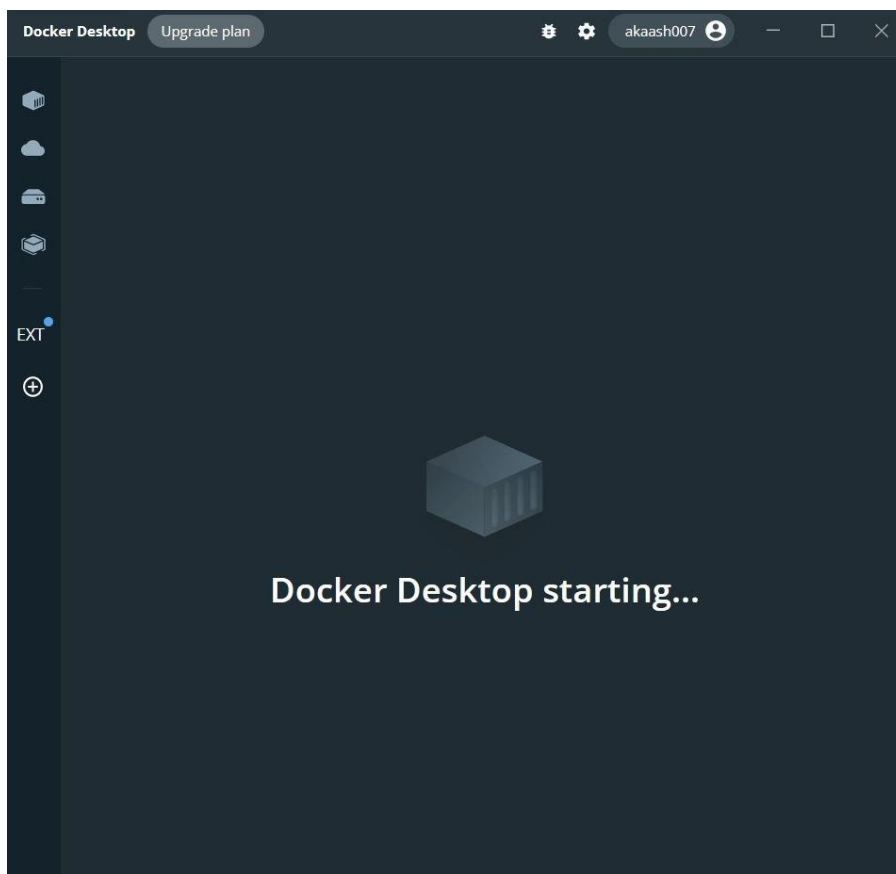 Docker Desktop Upgrade plan akaash007
EXT
Docker Desktop starting...